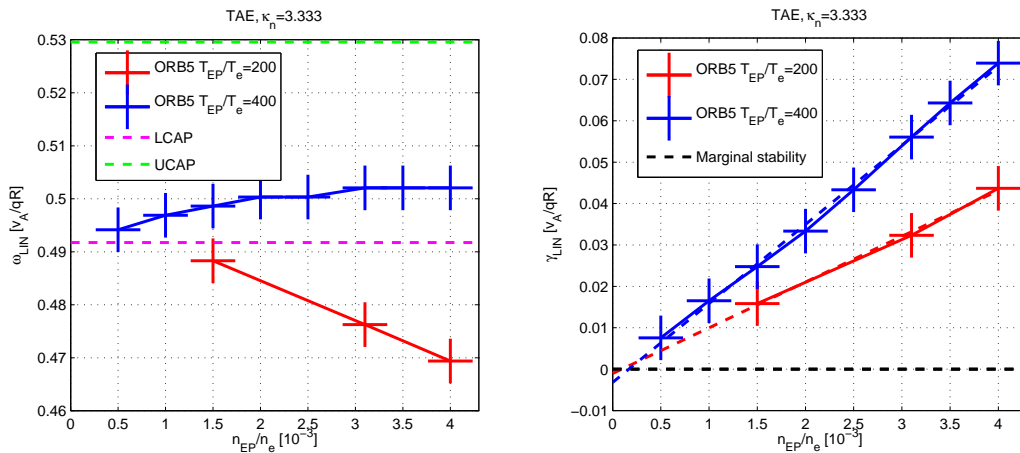 TAE, κn=3.333
0.53
0.52
0.51
0.5
0.49
0.48
0.47
0.46
ωLIN [vA/qR]
ORB5 TEP/Te=200
ORB5 TEP/Te=400
LCAP
UCAP
0 0.5 1 1.5 2 2.5 3 3.5 4
nEP/ne [10−3]
TAE, κn=3.333
0.08
0.07
0.06
0.05
0.04
0.03
0.02
0.01
0
−0.01
γLIN [vA/qR]
ORB5 TEP/Te=200
ORB5 TEP/Te=400
Marginal stability
0 0.5 1 1.5 2 2.5 3 3.5 4
nEP/ne [10−3]